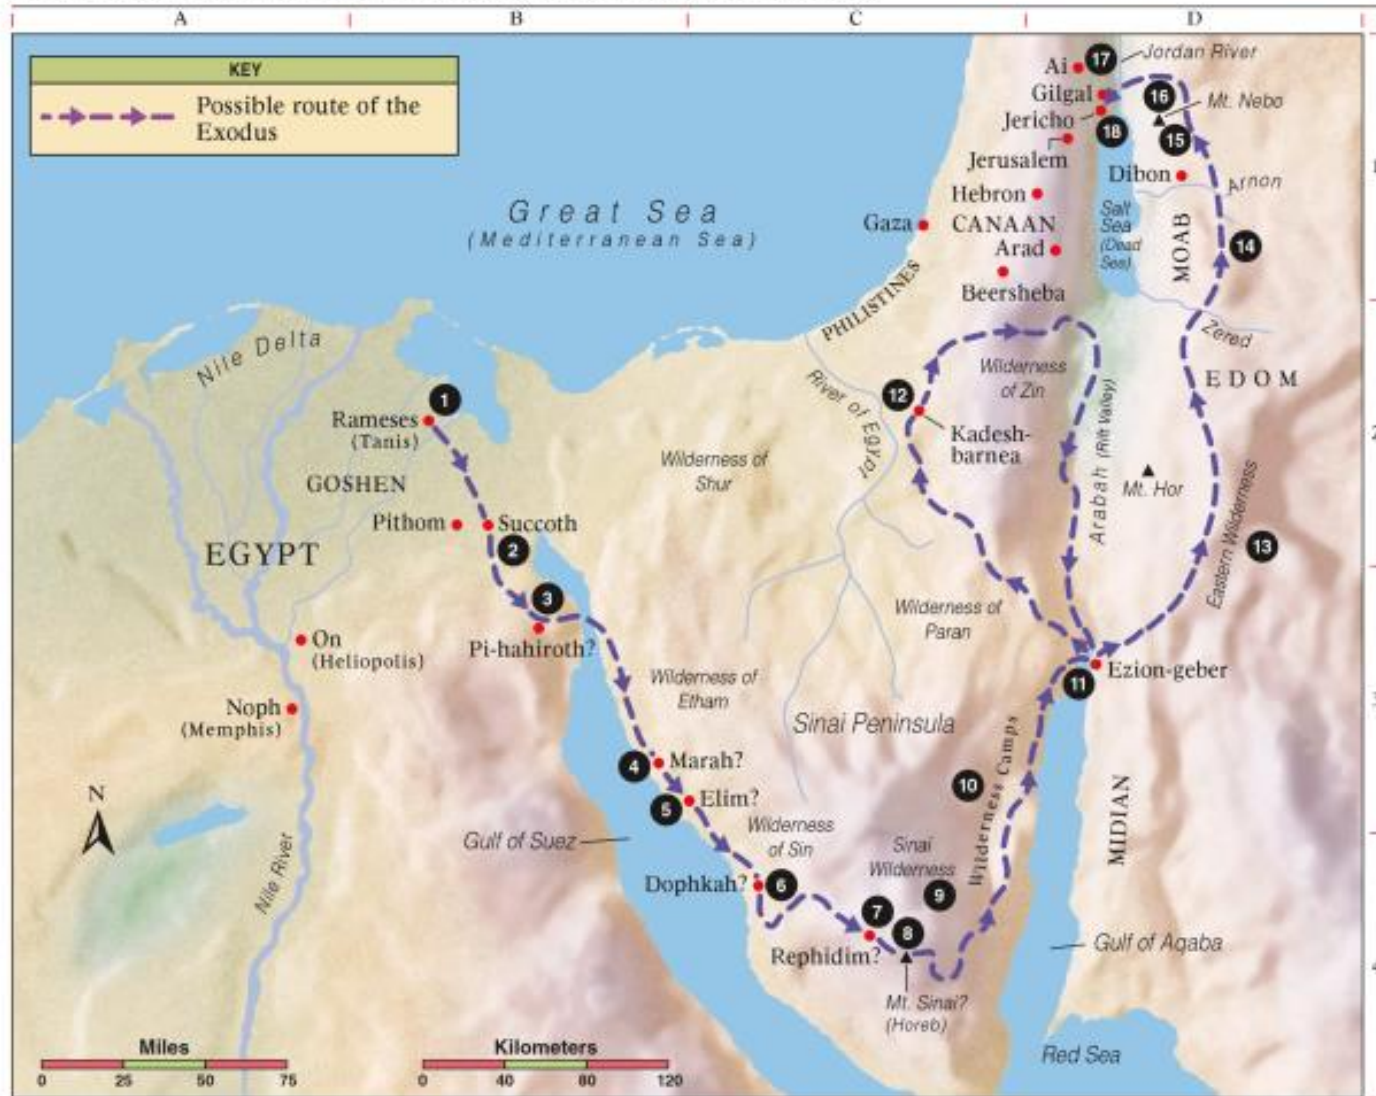 A
B
C
D
KEY
Possible route of the
Exodus
Great Sea
(Mediterranean Sea)
Ai
17
Jordan River
Gilgal
16
Mt. Nebo
Jericho
18
15
Jerusalem
Dibon
Arnon
1
Hebron
Gaza
CANAAN
Salt
Sea
(Dead
Sea)
MOAB
14
Arad
Beersheba
PHILISTINES
Zered
Nile Delta
Wilderness
of Zin
EDOM
1
12
River of Egypt
Arabah (Rift Valley)
Rameses
(Tanis)
Kadesh-
barnea
2
Wilderness of
Shur
Mt. Hor
GOSHEN
Pithom
Succoth
2
EGYPT
Eastern Wilderness
13
3
Wilderness of
Paran
On
(Heliopolis)
Pi-hahiroth?
Wilderness of
Etham
11
Ezion-geber
Noph
(Memphis)
Sinai Peninsula
3
4
Marah?
5
Elim?
10
Wilderness Camps
MIDIAN
N
Wilderness
of Sin
Gulf of Suez
Sinai
Wilderness
Nile River
Dophkah?
6
9
7
8
Rephidim?
Gulf of Aqaba
4
Mt. Sinai?
(Horeb)
Miles
0 25 50 75
Kilometers
0 40 80 120
Red Sea